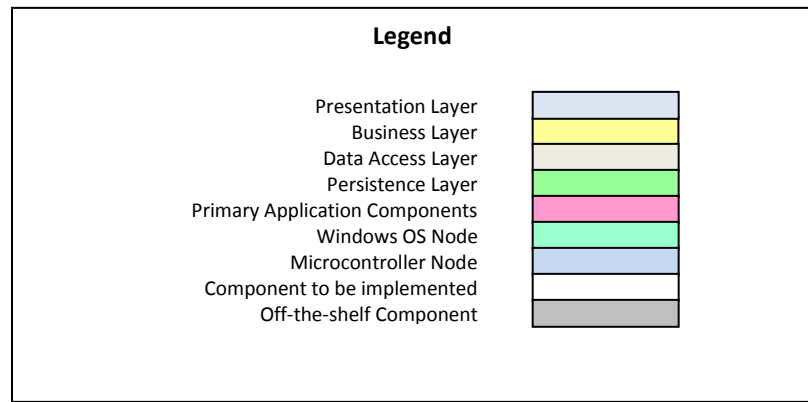 Legend
Presentation Layer
Business Layer
Data Access Layer
Persistence Layer
Primary Application Components
Windows OS Node
Microcontroller Node
Component to be implemented
Off-the-shelf Component